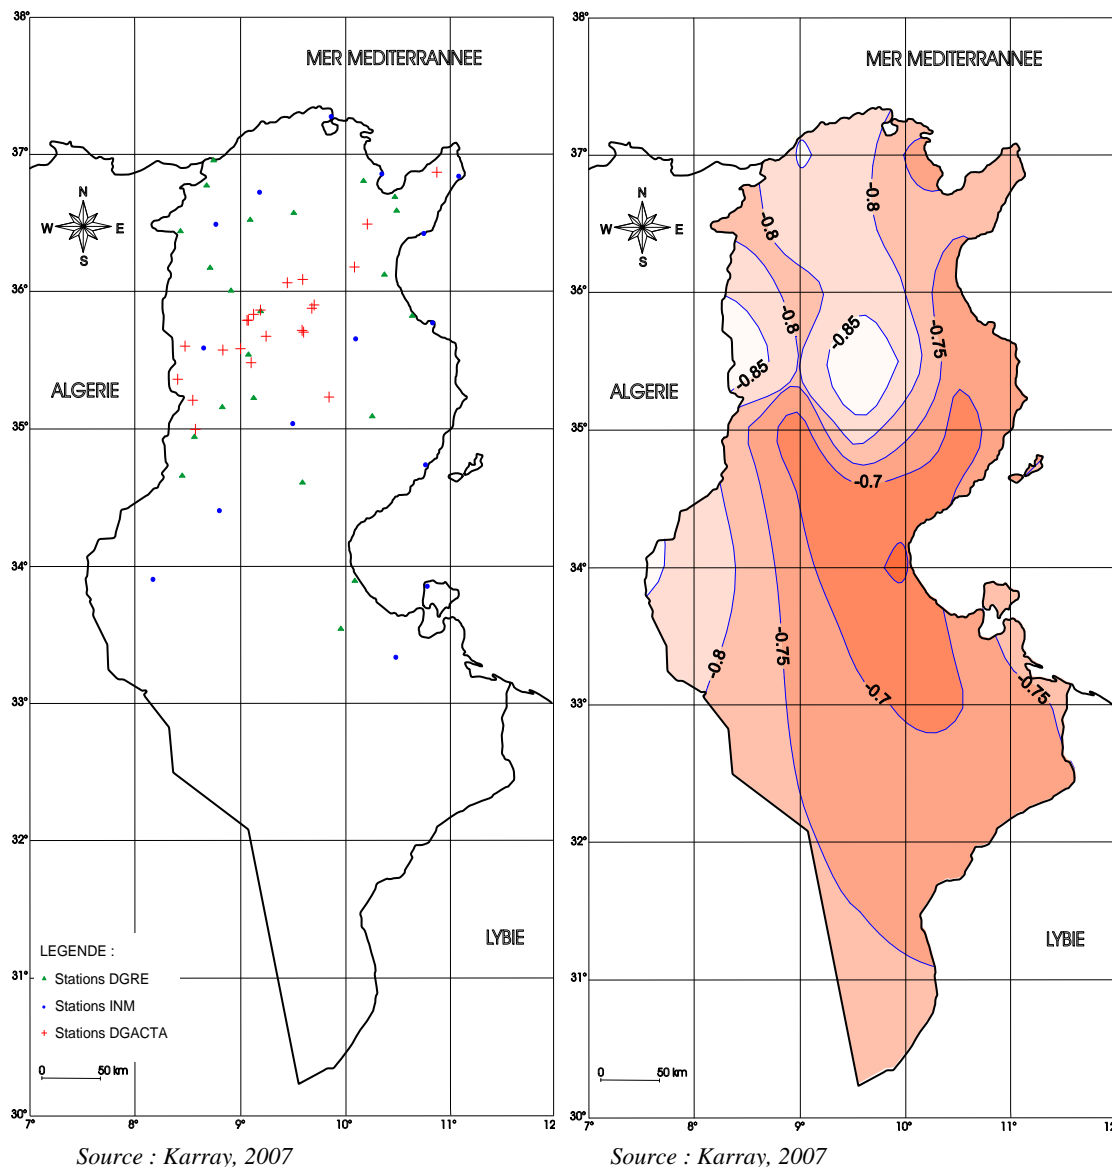 38°
MER MEDITERRANNEE
37°
N
W E
S
36°
ALGERIE
35°
34°
33°
32°
LYBIE
LEGENDE :
31°
Stations DGRE
Stations INM
Stations DGACTA
0 50 km
30°
7° 8° 9° 10° 11° 12
Source : Karray, 2007
38°
MER MEDITERRANNEE
37°
-0.8
-0.8
N
W E
S
36°
-0.8
-0.85
-0.75
-0.85
ALGERIE
35°
-0.7
34°
-0.75
-0.8
-0.7
-0.75
33°
32°
LYBIE
31°
0 50 km
30°
7° 8° 9° 10° 11° 12
Source : Karray, 2007